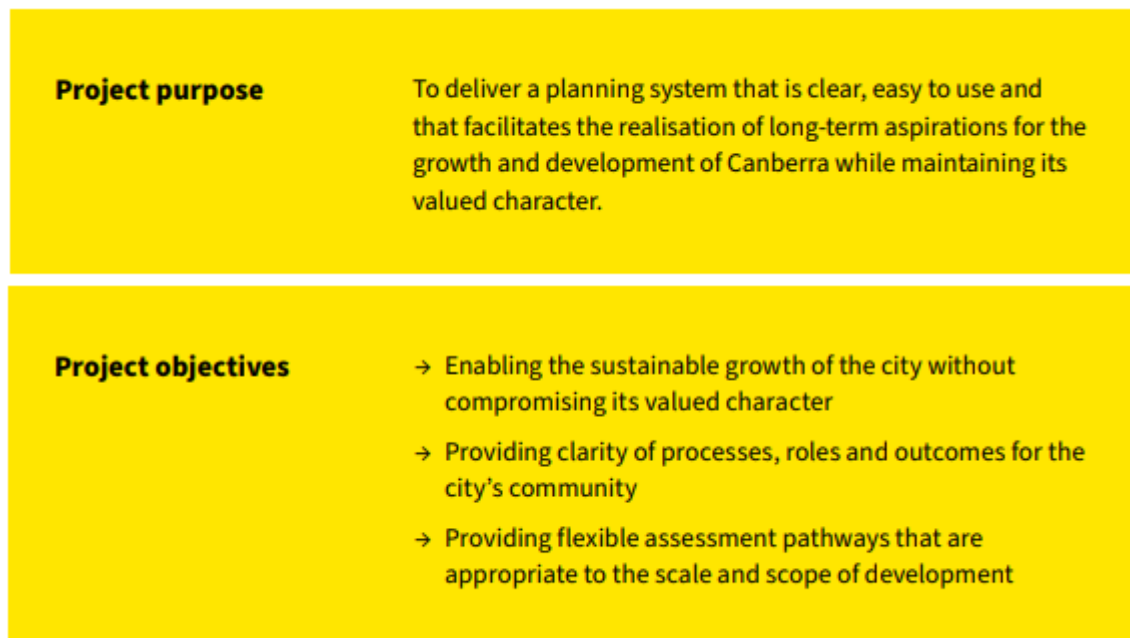 Project purpose
To deliver a planning system that is clear, easy to use and
that facilitates the realisation of long-term aspirations for the
growth and development of Canberra while maintaining its
valued character.
Project objectives
→ Enabling the sustainable growth of the city without
compromising its valued character
→ Providing clarity of processes, roles and outcomes for the
city’s community
→ Providing flexible assessment pathways that are
appropriate to the scale and scope of development